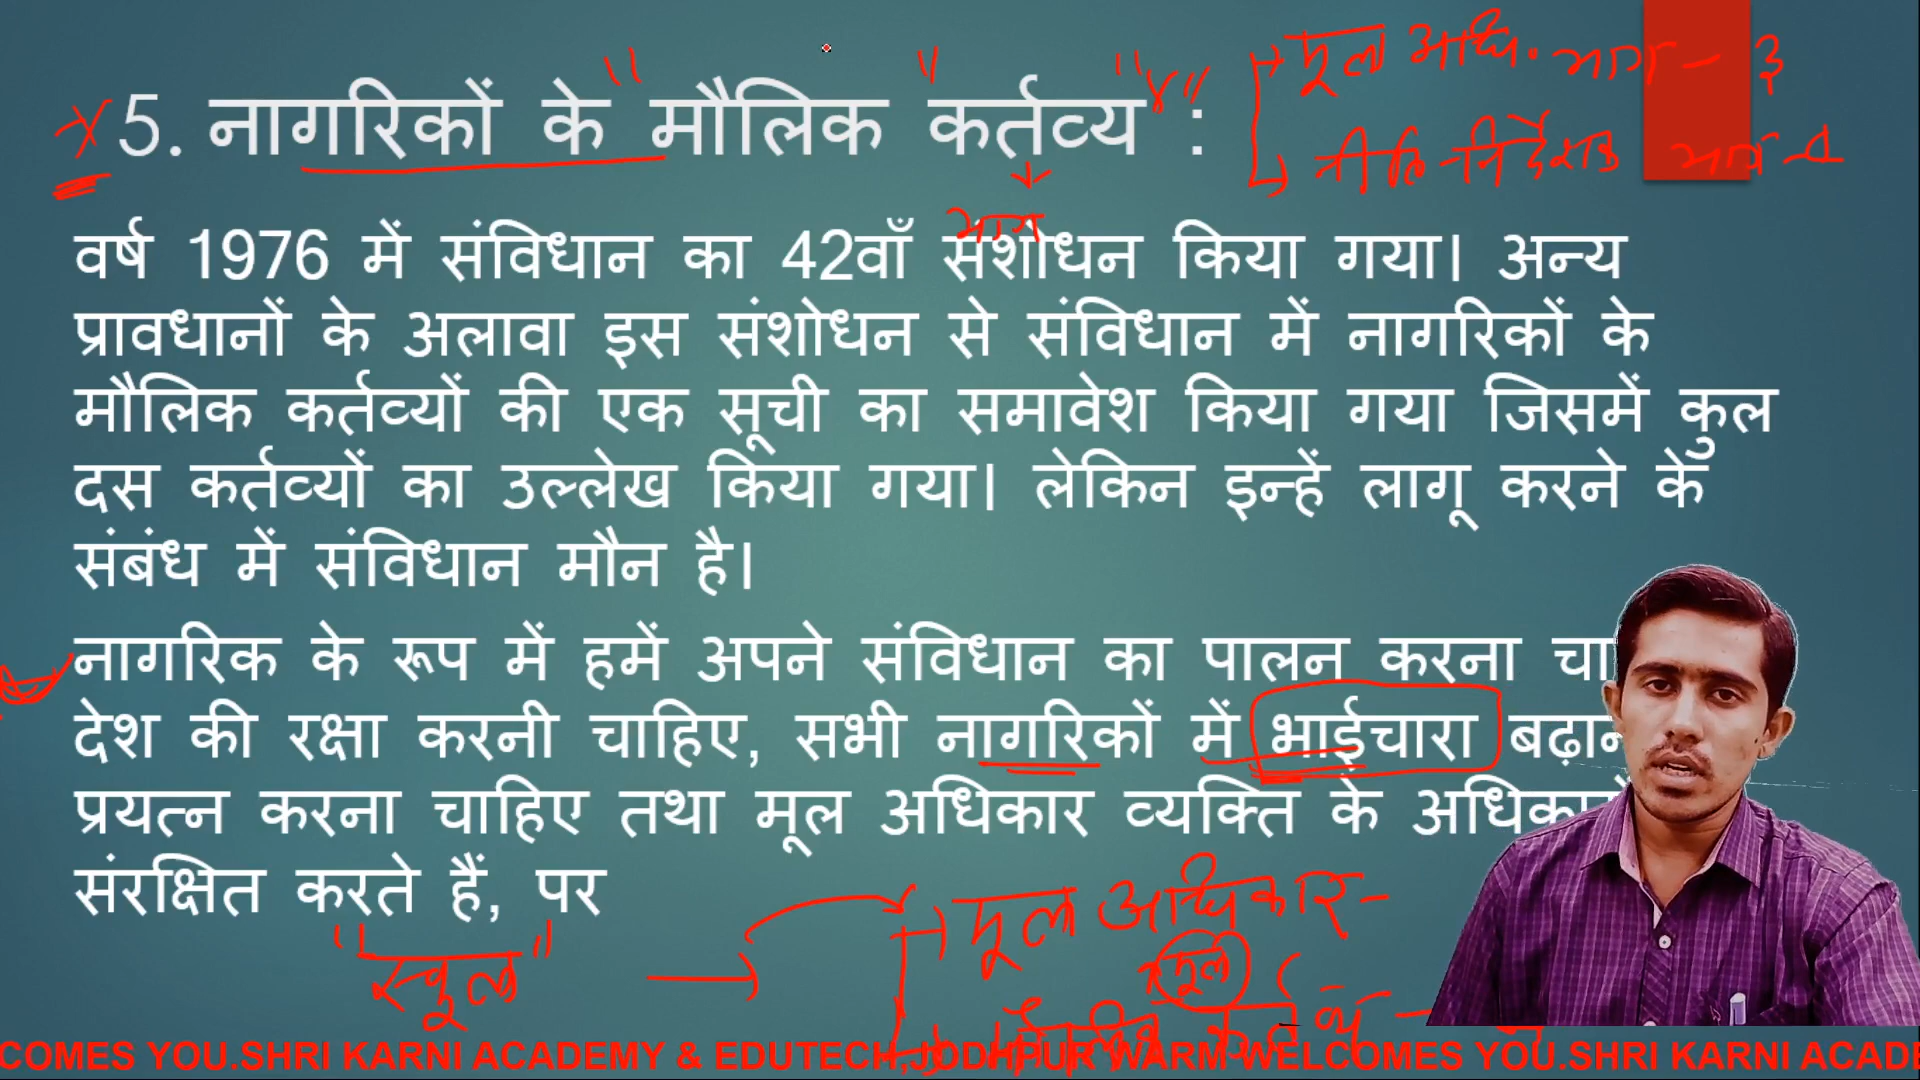 मूल अधि. भाग - ३
5. नागरिकों के मौलिक कर्तव्य :
नीति-निर्देशक भाग-४
भाग
वर्ष 1976 में संविधान का 42वाँ संशोधन किया गया। अन्य
प्रावधानों के अलावा इस संशोधन से संविधान में नागरिकों के
मौलिक कर्तव्यों की एक सूची का समावेश किया गया जिसमें कुल
दस कर्तव्यों का उल्लेख किया गया। लेकिन इन्हें लागू करने के
संबंध में संविधान मौन है।
नागरिक के रूप में हमें अपने संविधान का पालन करना चा
देश की रक्षा करनी चाहिए, सभी नागरिकों में भाईचारा बढ़ान
प्रयत्न करना चाहिए तथा मूल अधिकार व्यक्ति के अधिका
संरक्षित करते हैं, पर
मूल अधिकार-
"स्कूल"
मूल
COMES YOU.SHRI KARNI ACADEMY & EDUTECH,JODHPUR WARM WELCOMES YOU.SHRI KARNI ACADE